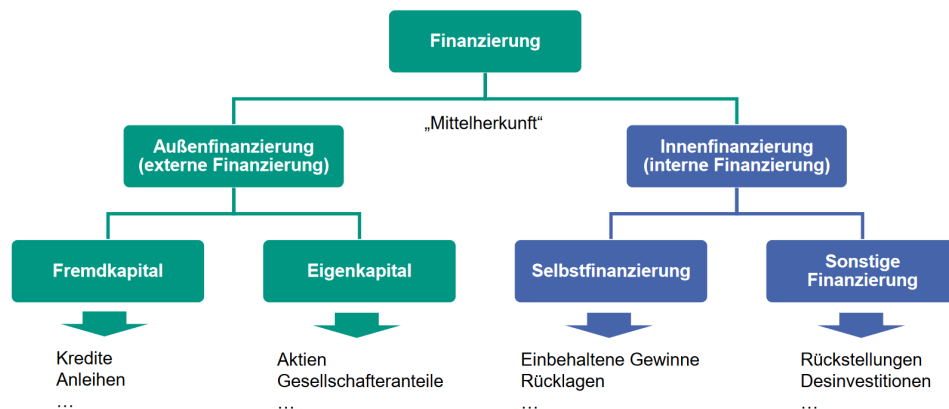 Finanzierung
„Mittelherkunft“
Außenfinanzierung
(externe Finanzierung)
Innenfinanzierung
(interne Finanzierung)
Fremdkapital
Eigenkapital
Selbstfinanzierung
Sonstige
Finanzierung
Kredite
Anleihen
…
Aktien
Gesellschafteranteile
…
Einbehaltene Gewinne
Rücklagen
…
Rückstellungen
Desinvestitionen
…